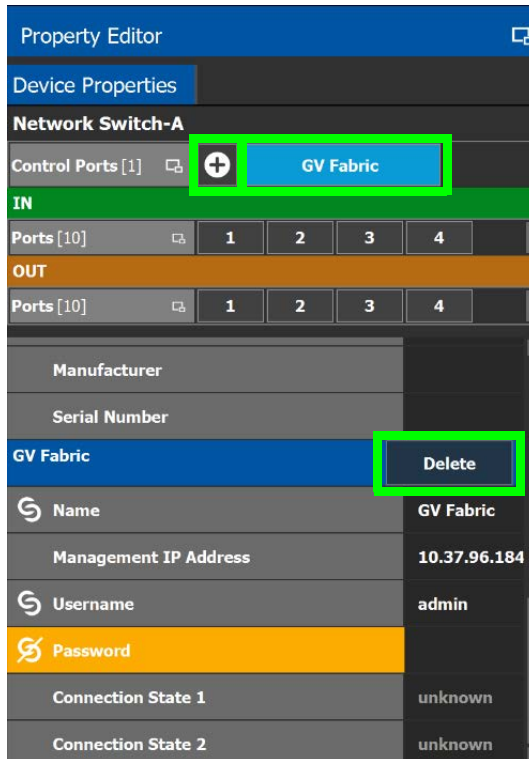 Property Editor
Device Properties
Network Switch-A
Control Ports [1] GV Fabric
IN
Ports [10] 1 2 3 4
OUT
Ports [10] 1 2 3 4
Manufacturer
Serial Number
GV Fabric Delete
Name GV Fabric
Management IP Address 10.37.96.184
Username admin
Password
Connection State 1 unknown
Connection State 2 unknown